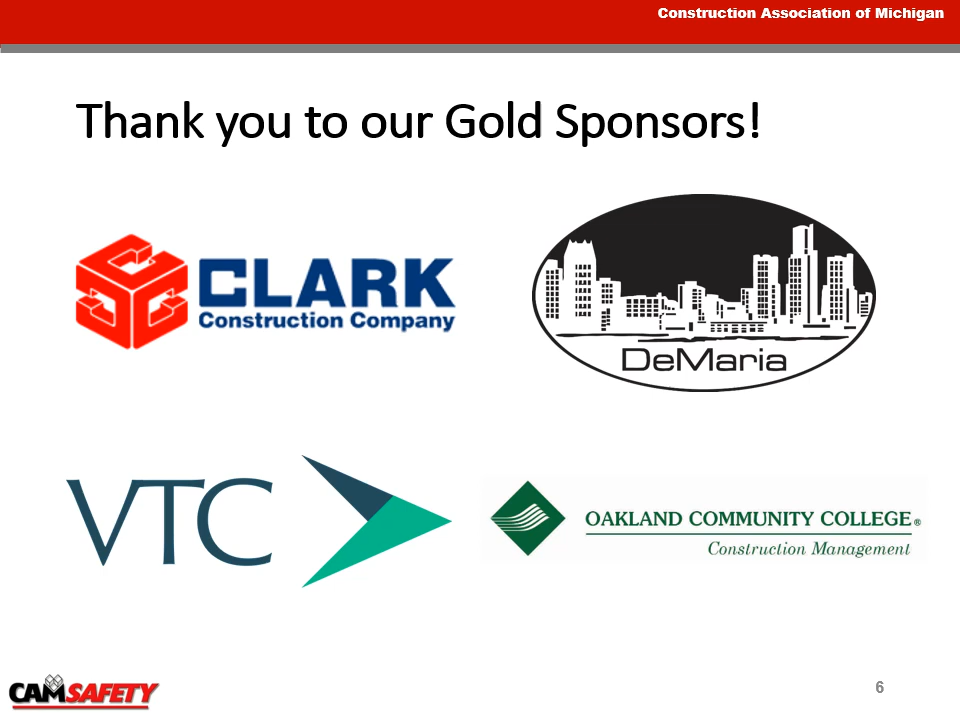 Construction Association of Michigan
Thank you to our Gold Sponsors!
CLARK
Construction Company
DeMaria
VTC
OAKLAND COMMUNITY COLLEGE®
Construction Management
CAMSAFETY
6